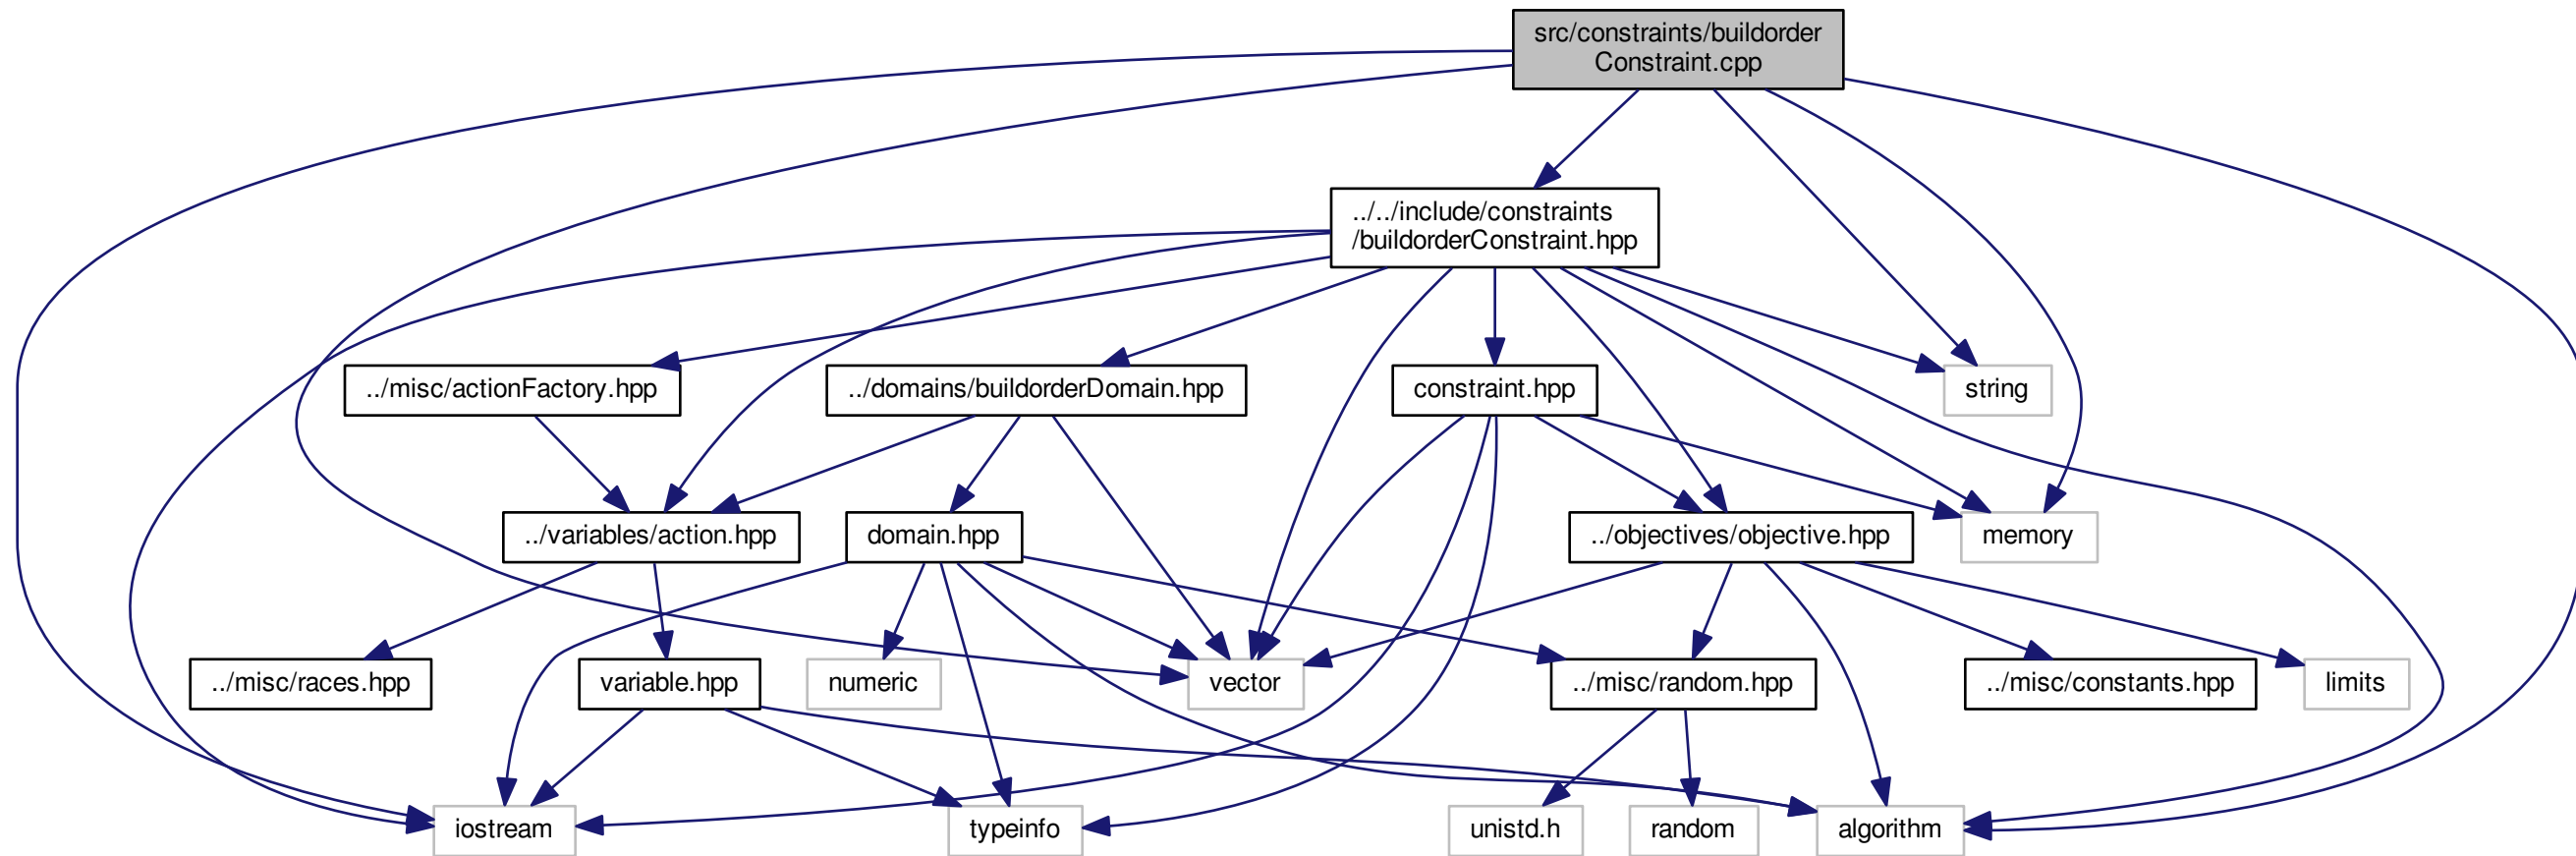 src/constraints/buildorder
Constraint.cpp
../../include/constraints
/buildorderConstraint.hpp
../misc/actionFactory.hpp
../domains/buildorderDomain.hpp
constraint.hpp
string
../variables/action.hpp
domain.hpp
../objectives/objective.hpp
memory
../misc/races.hpp
variable.hpp
numeric
vector
../misc/random.hpp
../misc/constants.hpp
limits
iostream
typeinfo
unistd.h
random
algorithm